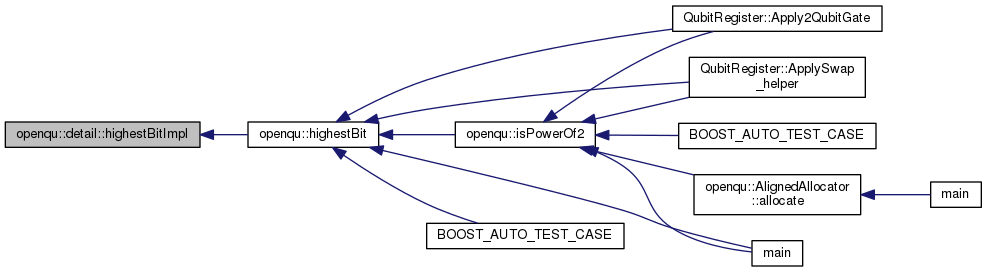 QubitRegister::Apply2QubitGate
QubitRegister::ApplySwap
_helper
openqu::detail::highestBitImpl
openqu::highestBit
openqu::isPowerOf2
BOOST_AUTO_TEST_CASE
openqu::AlignedAllocator
::allocate
main
BOOST_AUTO_TEST_CASE
main